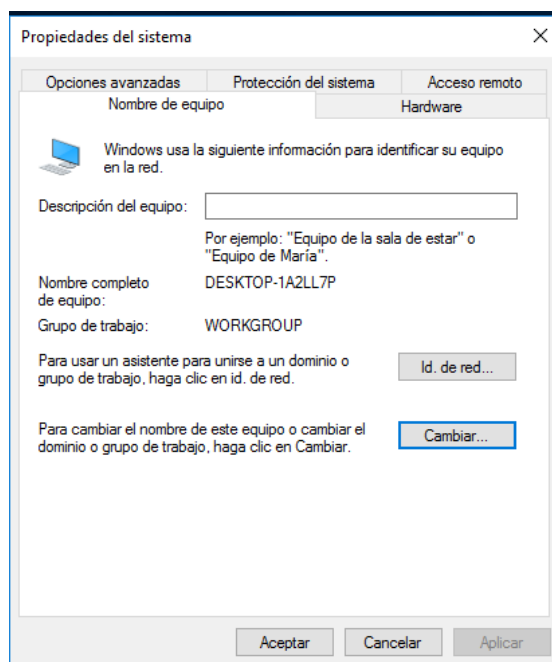 Propiedades del sistema
Opciones avanzadas
Protección del sistema
Acceso remoto
Nombre de equipo
Hardware
Windows usa la siguiente información para identificar su equipo
en la red.
Descripción del equipo:
Por ejemplo: "Equipo de la sala de estar" o
"Equipo de María".
Nombre completo
de equipo:
DESKTOP-1A2LL7P
Grupo de trabajo:
WORKGROUP
Para usar un asistente para unirse a un dominio o
grupo de trabajo, haga clic en id. de red.
Id. de red...
Para cambiar el nombre de este equipo o cambiar el
dominio o grupo de trabajo, haga clic en Cambiar.
Cambiar...
Aceptar
Cancelar
Aplicar